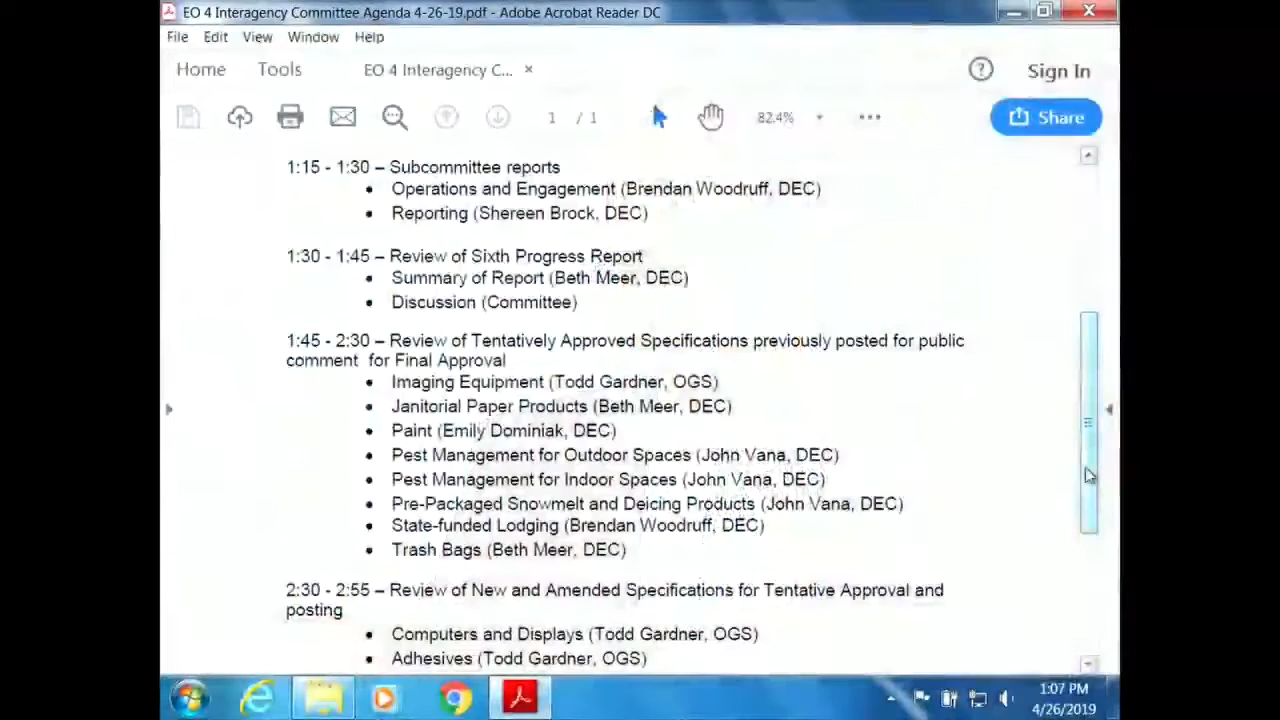 EO 4 Interagency Committee Agenda 4-26-19.pdf - Adobe Acrobat Reader DC
File Edit View Window Help
Home Tools EO 4 Interagency C... × ? Sign In
1 / 1 82.4% ••• Share
1:15 - 1:30 – Subcommittee reports
• Operations and Engagement (Brendan Woodruff, DEC)
• Reporting (Shereen Brock, DEC)
1:30 - 1:45 – Review of Sixth Progress Report
• Summary of Report (Beth Meer, DEC)
• Discussion (Committee)
1:45 - 2:30 – Review of Tentatively Approved Specifications previously posted for public
comment for Final Approval
• Imaging Equipment (Todd Gardner, OGS)
• Janitorial Paper Products (Beth Meer, DEC)
• Paint (Emily Dominiak, DEC)
• Pest Management for Outdoor Spaces (John Vana, DEC)
• Pest Management for Indoor Spaces (John Vana, DEC)
• Pre-Packaged Snowmelt and Deicing Products (John Vana, DEC)
• State-funded Lodging (Brendan Woodruff, DEC)
• Trash Bags (Beth Meer, DEC)
2:30 - 2:55 – Review of New and Amended Specifications for Tentative Approval and
posting
• Computers and Displays (Todd Gardner, OGS)
• Adhesives (Todd Gardner, OGS)
1:07 PM
4/26/2019